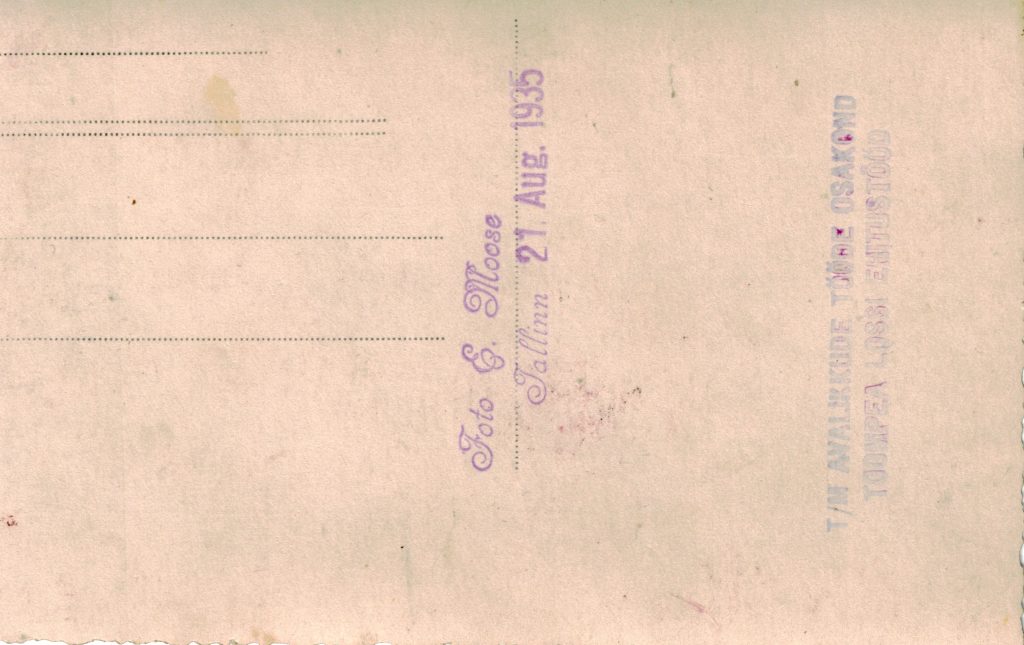 Foto E. Moose
Tallinn 21. Aug. 1935
T/M AVALIKKUDE TÖÖDE OSAKOND
TOOMPEA LOSSI EHITUSTÖÖD